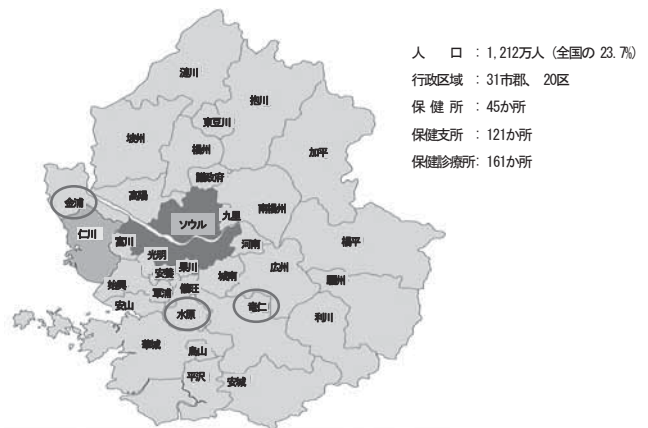 人　口 : 1,212万人 (全国の 23.7%)
行政区域 : 31市郡、 20区
保健所 : 45か所
保健支所 : 121か所
保健診療所: 161か所
漣川
抱川
東豆川
坡州
楊州
加平
議政府
高陽
金浦
南楊州
九里
ソウル
仁川
富川
河南
楊平
光明
果川
広州
安養
城南
驪州
始興
軍浦
安山
水原
竜仁
利川
華城
烏山
平沢
安城